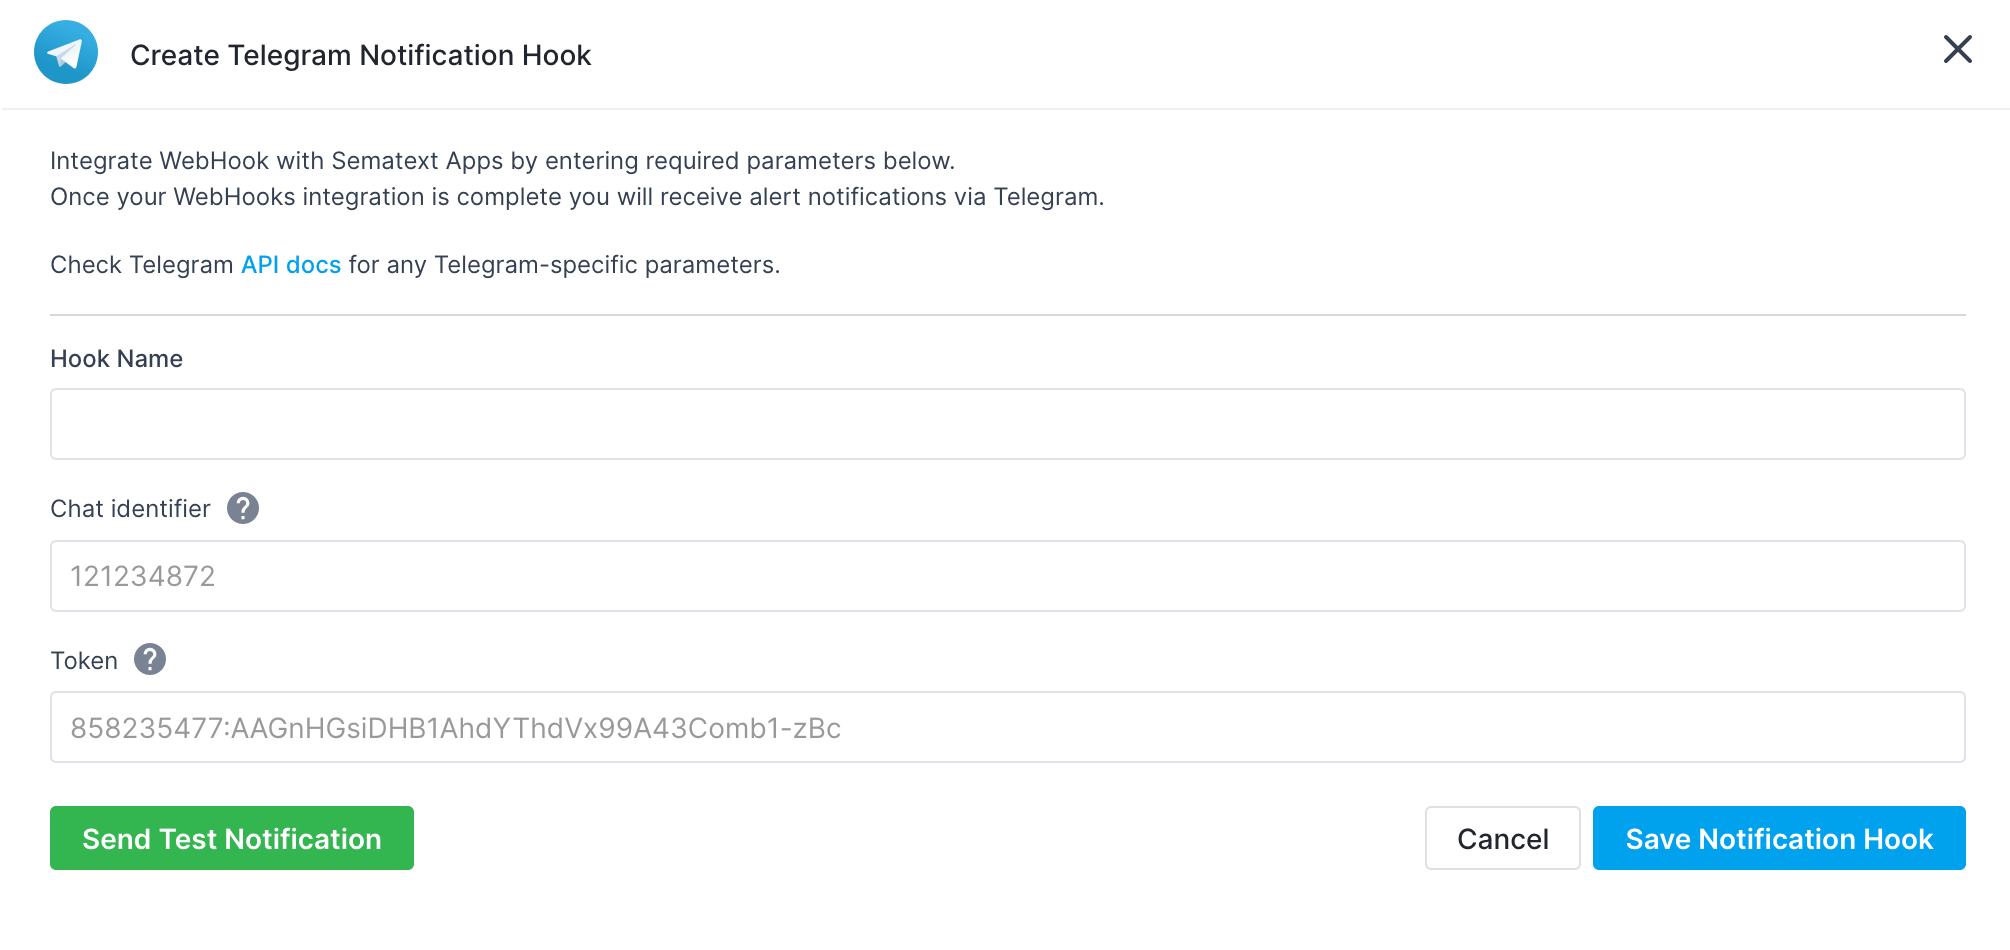 Create Telegram Notification Hook
Integrate WebHook with Sematext Apps by entering required parameters below.
Once your WebHooks integration is complete you will receive alert notifications via Telegram.
Check Telegram API docs for any Telegram-specific parameters.
Hook Name
Chat identifier ?
121234872
Token ?
858235477:AAGnHGsiDHB1AhdYThdVx99A43Comb1-zBc
Send Test Notification Cancel Save Notification Hook